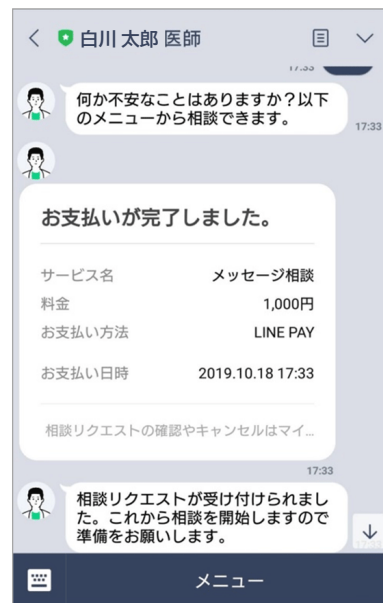 白川 太郎 医師
17:33
何か不安なことはありますか？以下
のメニューから相談できます。
17:33
お支払いが完了しました。
サービス名 メッセージ相談
料金 1,000円
お支払い方法 LINE PAY
お支払い日時 2019.10.18 17:33
相談リクエストの確認やキャンセルはマイ...
17:33
相談リクエストが受け付けられまし
た。これから相談を開始しますので
準備をお願いします。
17:33
メニュー